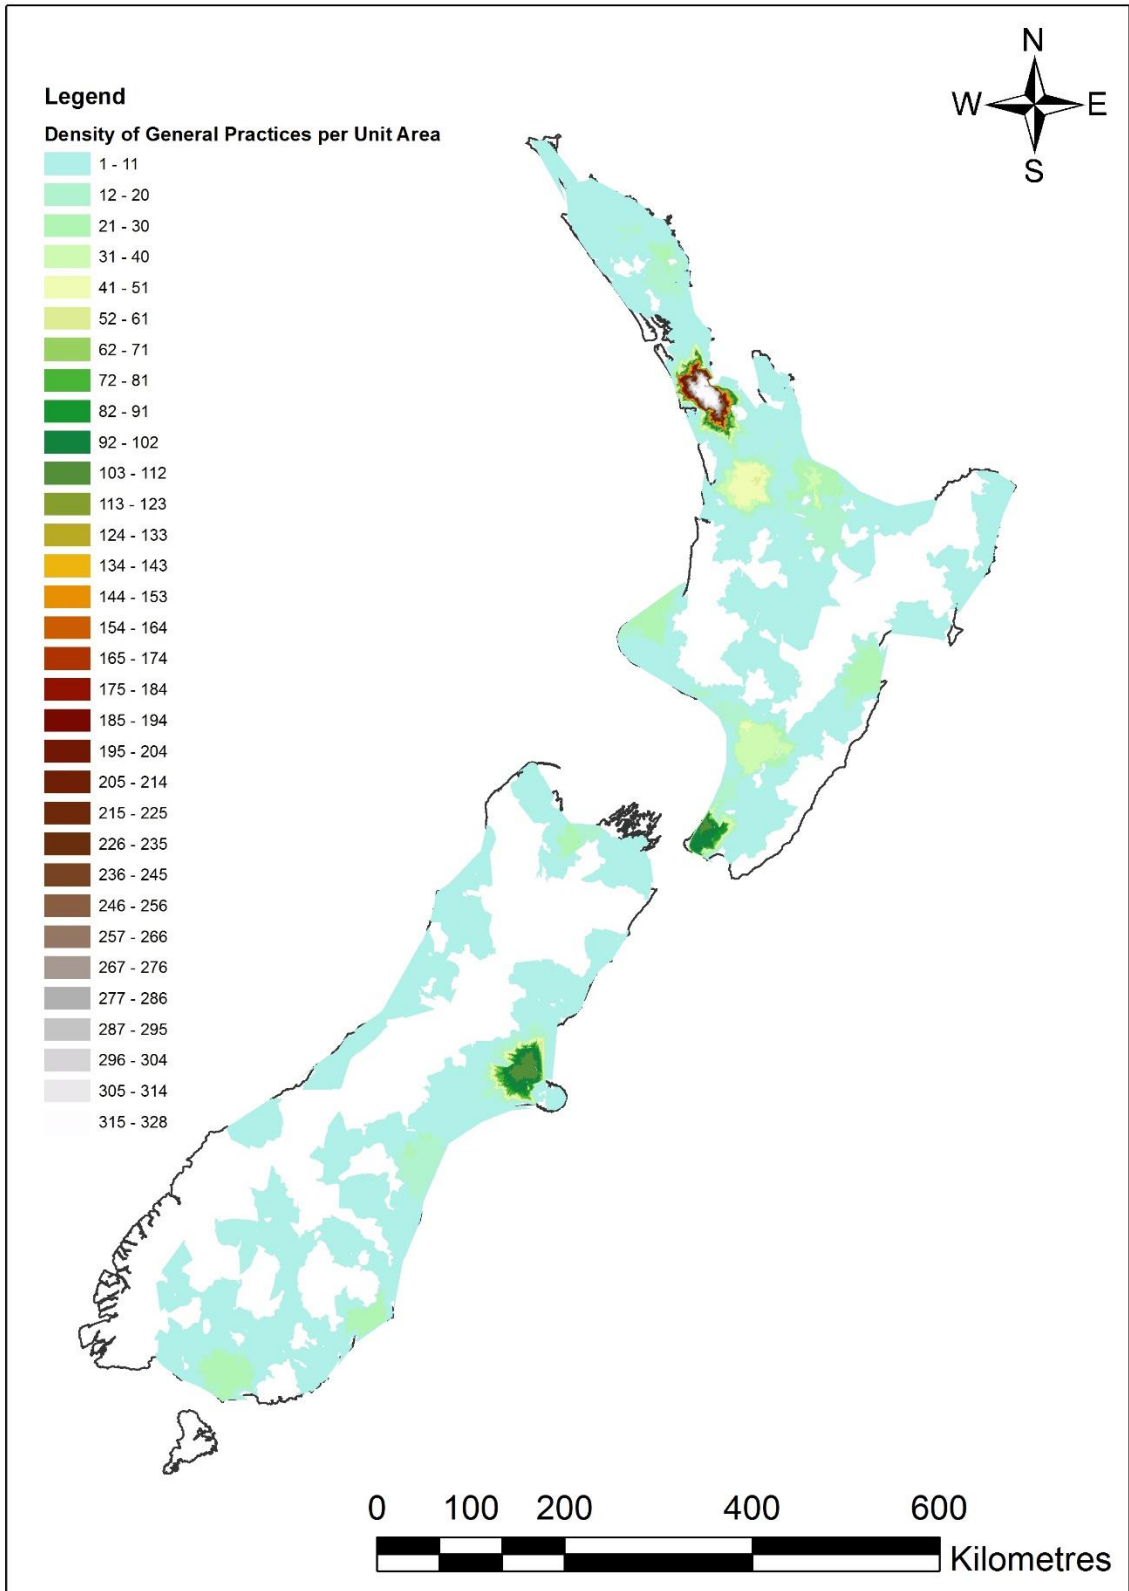 N
W E
S
Legend
Density of General Practices per Unit Area
1 - 11
12 - 20
21 - 30
31 - 40
41 - 51
52 - 61
62 - 71
72 - 81
82 - 91
92 - 102
103 - 112
113 - 123
124 - 133
134 - 143
144 - 153
154 - 164
165 - 174
175 - 184
185 - 194
195 - 204
205 - 214
215 - 225
226 - 235
236 - 245
246 - 256
257 - 266
267 - 276
277 - 286
287 - 295
296 - 304
305 - 314
315 - 328
0 100 200 400 600
Kilometres